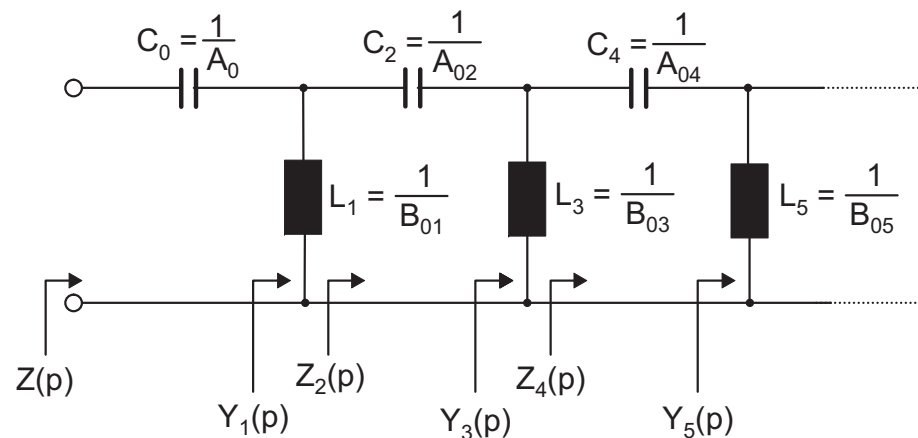 C₀ = 1/A₀
C₂ = 1/A₀₂
C₄ = 1/A₀₄
L₁ = 1/B₀₁
L₃ = 1/B₀₃
L₅ = 1/B₀₅
Z(p)
Y₁(p)
Z₂(p)
Y₃(p)
Z₄(p)
Y₅(p)